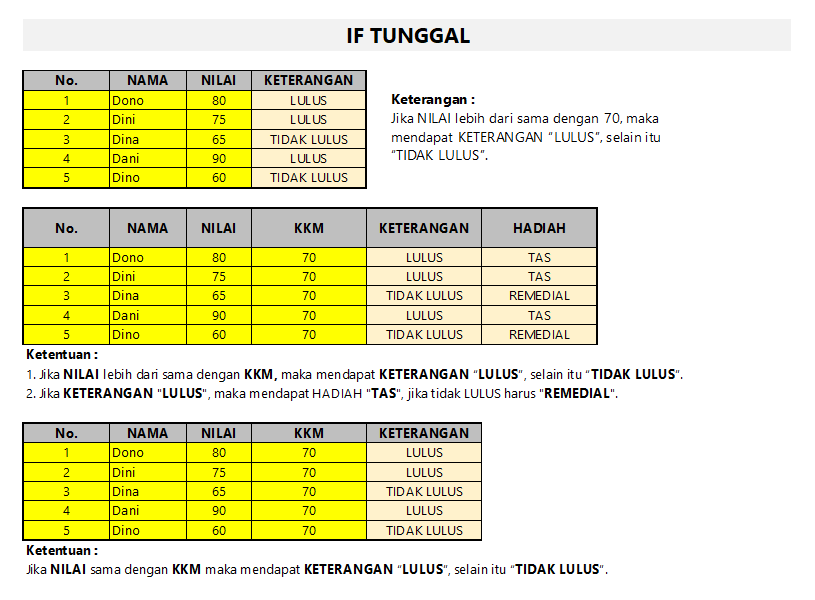 IF TUNGGAL
No. NAMA NILAI KETERANGAN
1 Dono 80 LULUS
2 Dini 75 LULUS
3 Dina 65 TIDAK LULUS
4 Dani 90 LULUS
5 Dino 60 TIDAK LULUS
Keterangan :
Jika NILAI lebih dari sama dengan 70, maka
mendapat KETERANGAN “LULUS”, selain itu
“TIDAK LULUS”.
No. NAMA NILAI KKM KETERANGAN HADIAH
1 Dono 80 70 LULUS TAS
2 Dini 75 70 LULUS TAS
3 Dina 65 70 TIDAK LULUS REMEDIAL
4 Dani 90 70 LULUS TAS
5 Dino 60 70 TIDAK LULUS REMEDIAL
Ketentuan :
1. Jika NILAI lebih dari sama dengan KKM, maka mendapat KETERANGAN “LULUS”, selain itu “TIDAK LULUS”.
2. Jika KETERANGAN "LULUS", maka mendapat HADIAH "TAS", jika tidak LULUS harus "REMEDIAL".
No. NAMA NILAI KKM KETERANGAN
1 Dono 80 70 LULUS
2 Dini 75 70 LULUS
3 Dina 65 70 TIDAK LULUS
4 Dani 90 70 LULUS
5 Dino 60 70 TIDAK LULUS
Ketentuan :
Jika NILAI sama dengan KKM maka mendapat KETERANGAN “LULUS”, selain itu “TIDAK LULUS”.